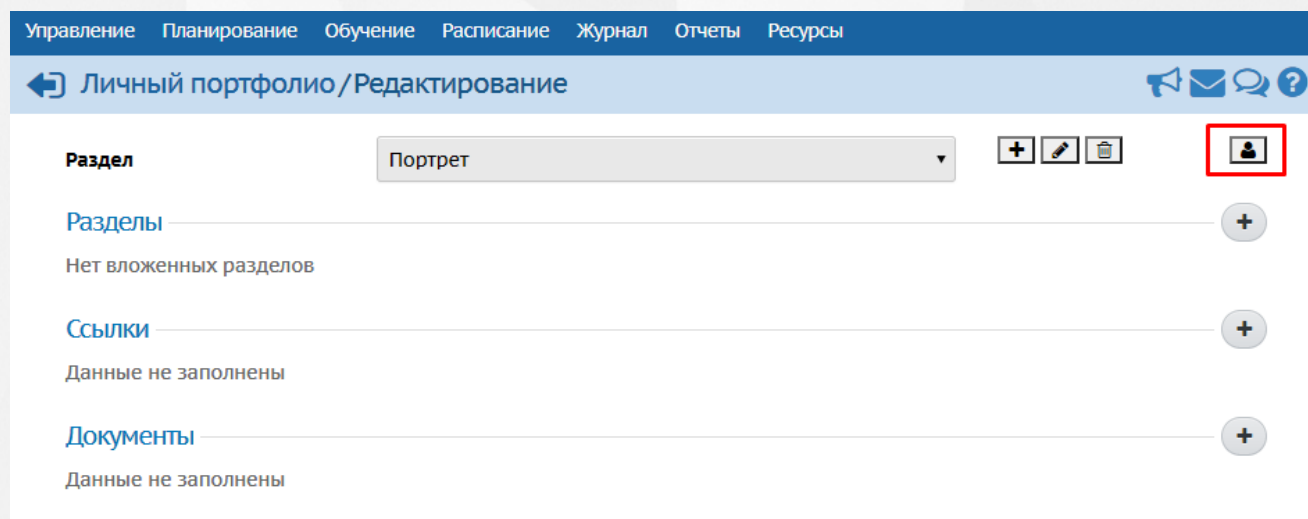 Управление Планирование Обучение Расписание Журнал Отчеты Ресурсы
Личный портфолио/Редактирование
Раздел Портрет
Разделы
Нет вложенных разделов
Ссылки
Данные не заполнены
Документы
Данные не заполнены